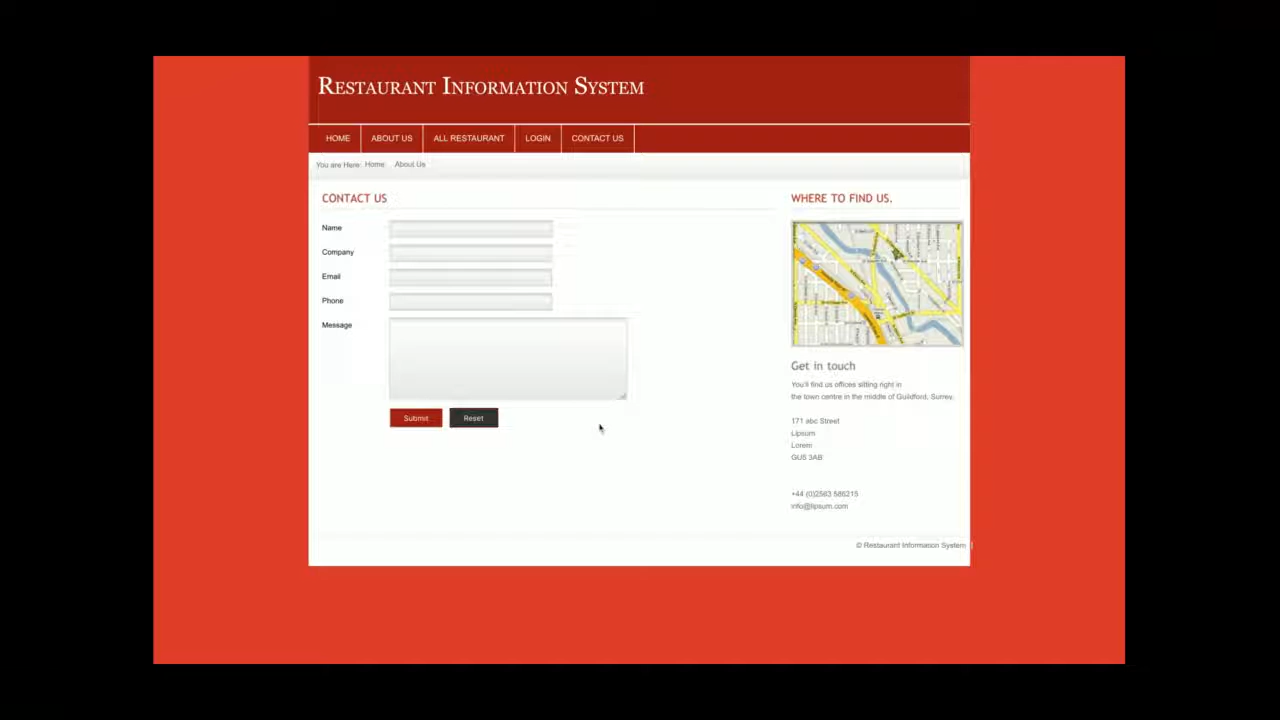 RESTAURANT INFORMATION SYSTEM
HOME ABOUT US ALL RESTAURANT LOGIN CONTACT US
You are Here: Home About Us
CONTACT US
Name
Company
Email
Phone
Message
Submit Reset
WHERE TO FIND US.
Get in touch
You'll find us offices sitting right in
the town centre in the middle of Guildford, Surrey.
171 abc Street
Lipsum
Lorem
GU5 3AB
+44 (0)2563 586215
info@lipsum.com
© Restaurant Information System |